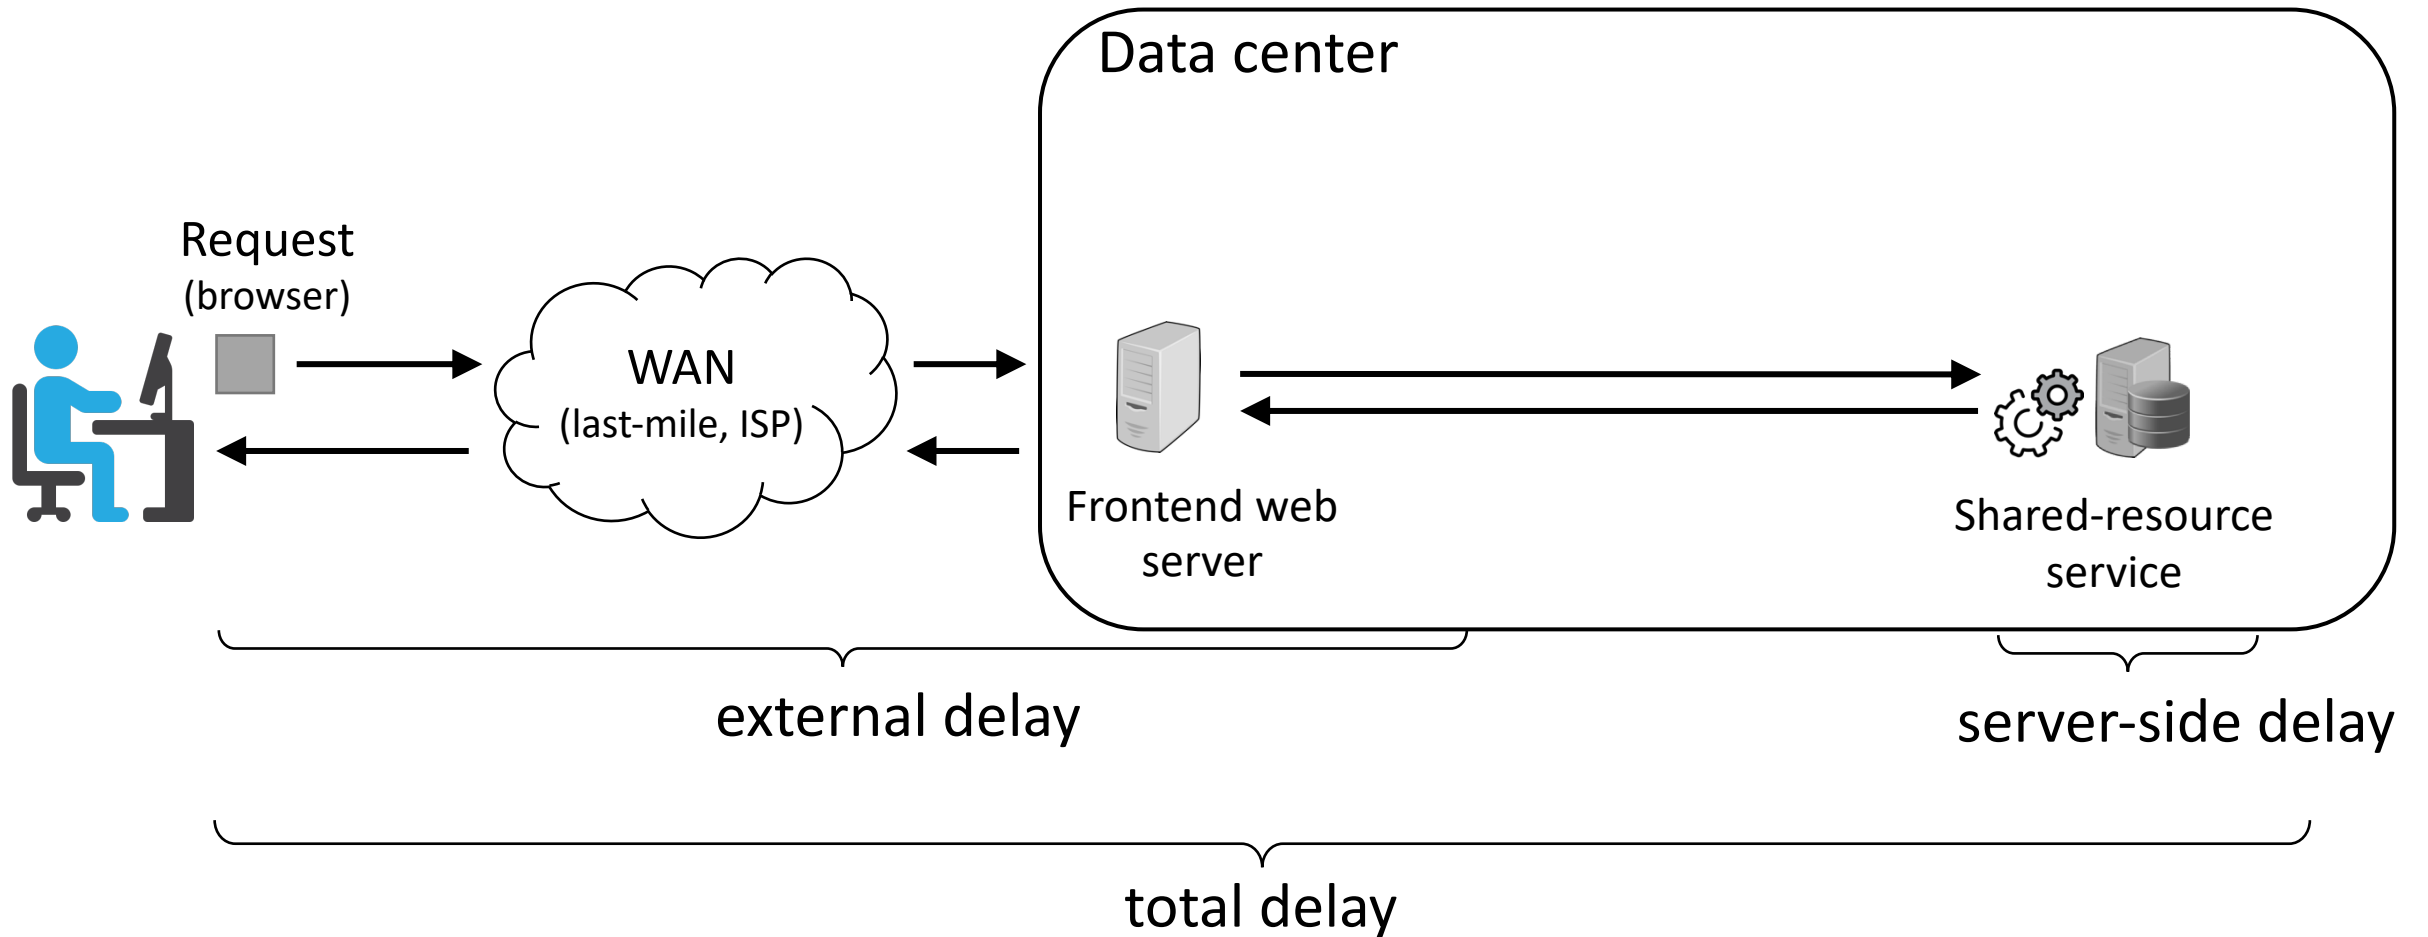 Data center
Request
(browser)
WAN
(last-mile, ISP)
Frontend web
server
Shared-resource
service
external delay
server-side delay
total delay